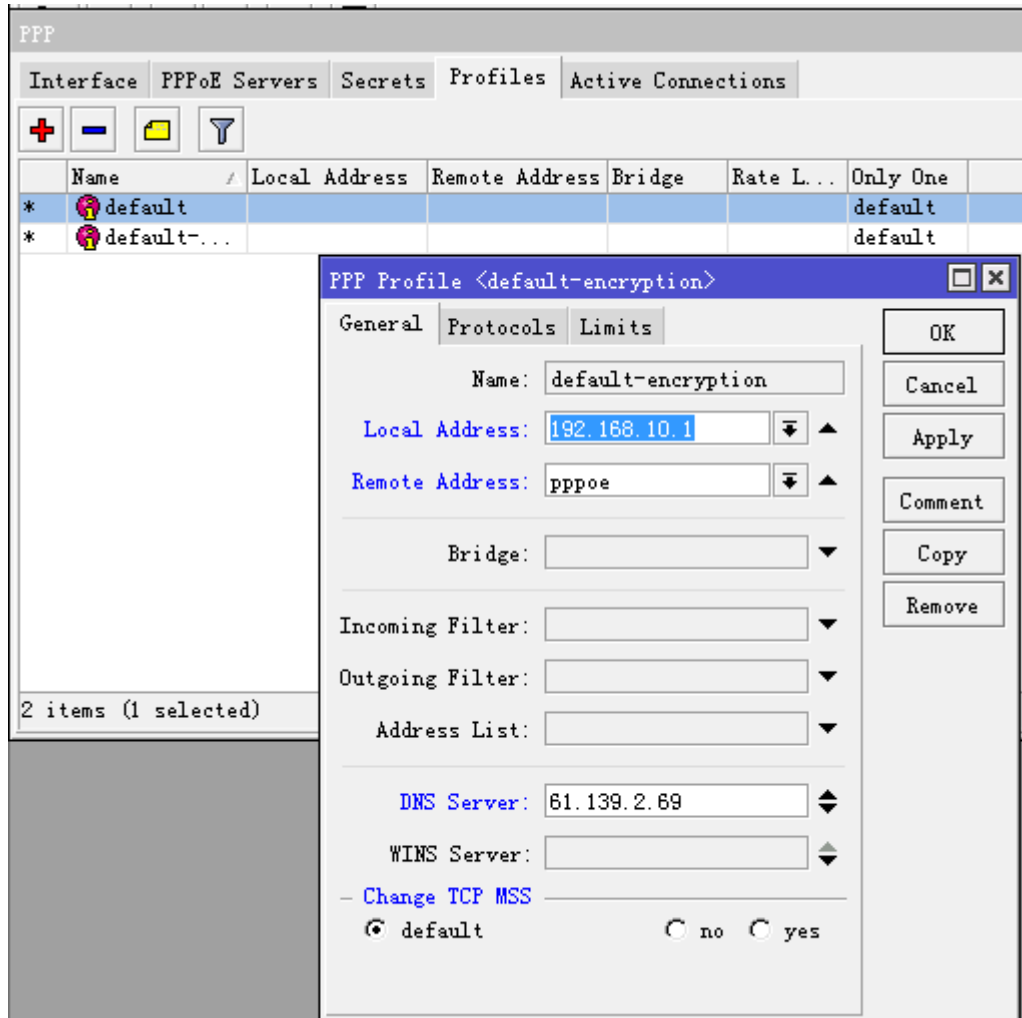 PPP
Interface PPPoE Servers Secrets Profiles Active Connections
Name Local Address Remote Address Bridge Rate L... Only One
* default default
* default-... default
PPP Profile <default-encryption>
General Protocols Limits
OK
Name: default-encryption
Cancel
Local Address: 192.168.10.1
Apply
Remote Address: pppoe
Comment
Bridge:
Copy
Remove
Incoming Filter:
Outgoing Filter:
2 items (1 selected)
Address List:
DNS Server: 61.139.2.69
WINS Server:
Change TCP MSS
default no yes